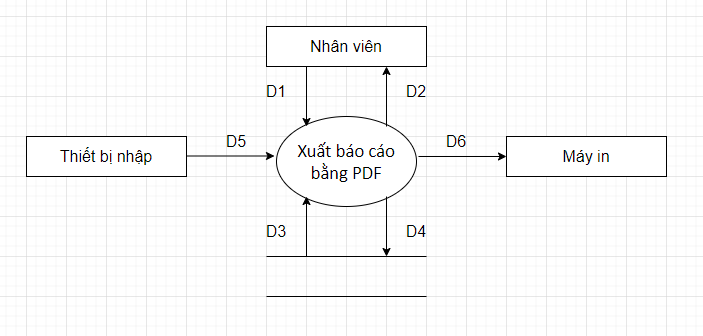 Nhân viên
D1
D2
Thiết bị nhập
D5
Xuất báo cáo
bằng PDF
D6
Máy in
D3
D4